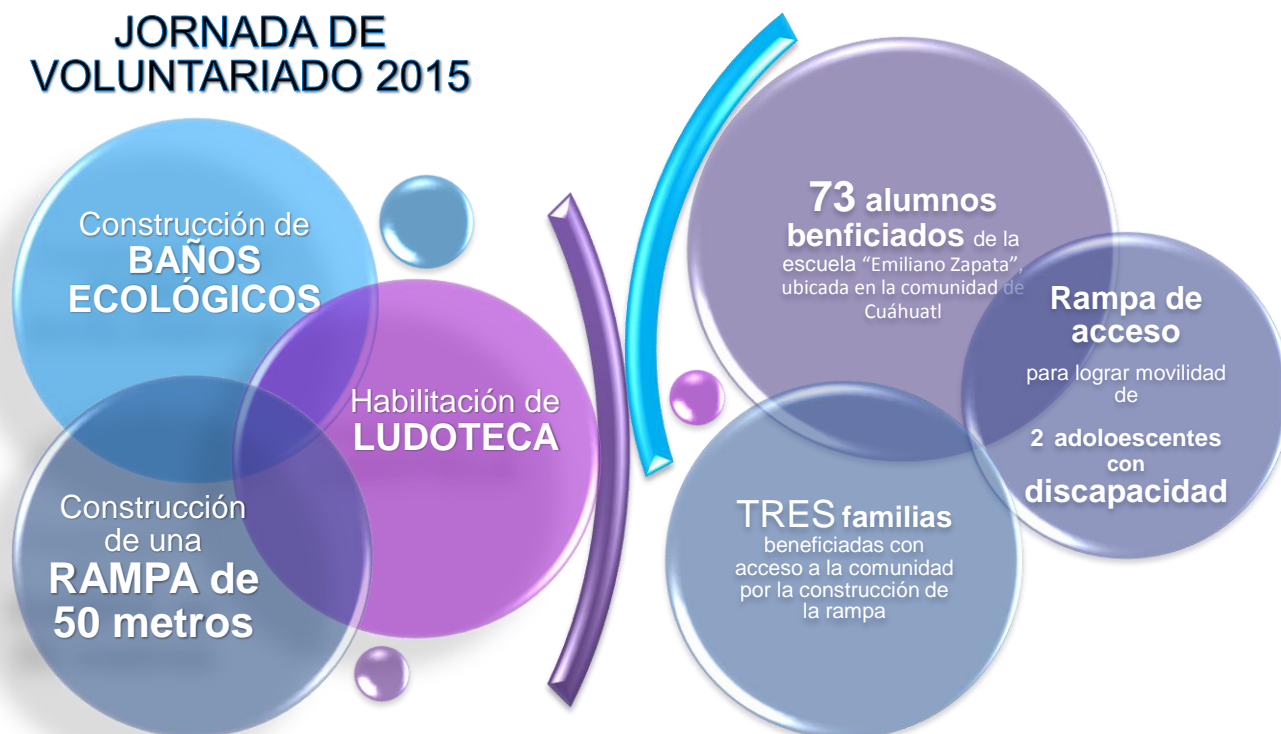 JORNADA DE
VOLUNTARIADO 2015
Construcción de
BAÑOS
ECOLÓGICOS
Habilitación de
LUDOTECA
Construcción
de una
RAMPA de
50 metros
73 alumnos
benficiados de la
escuela “Emiliano Zapata”,
ubicada en la comunidad de
Cuáhuatl
Rampa de
acceso
para lograr movilidad
de
2 adoloescentes
con
discapacidad
TRES familias
beneficiadas con
acceso a la comunidad
por la construcción de
la rampa